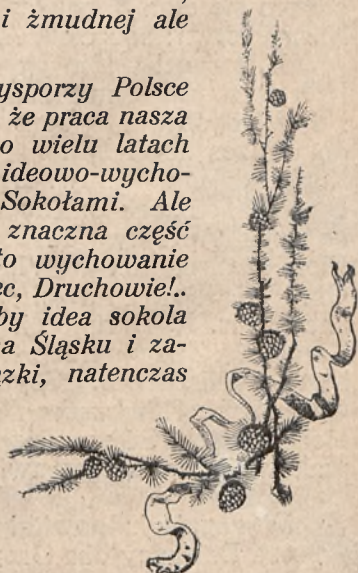 i żmudnej ale
ysporzy Polsce
że praca nasza
o wielu latach
ideowo-wycho-
Sokołami. Ale
znaczna część
to wychowanie
ec, Druchowie!..
by idea sokola
a Śląsku i za-
zki, natenczas